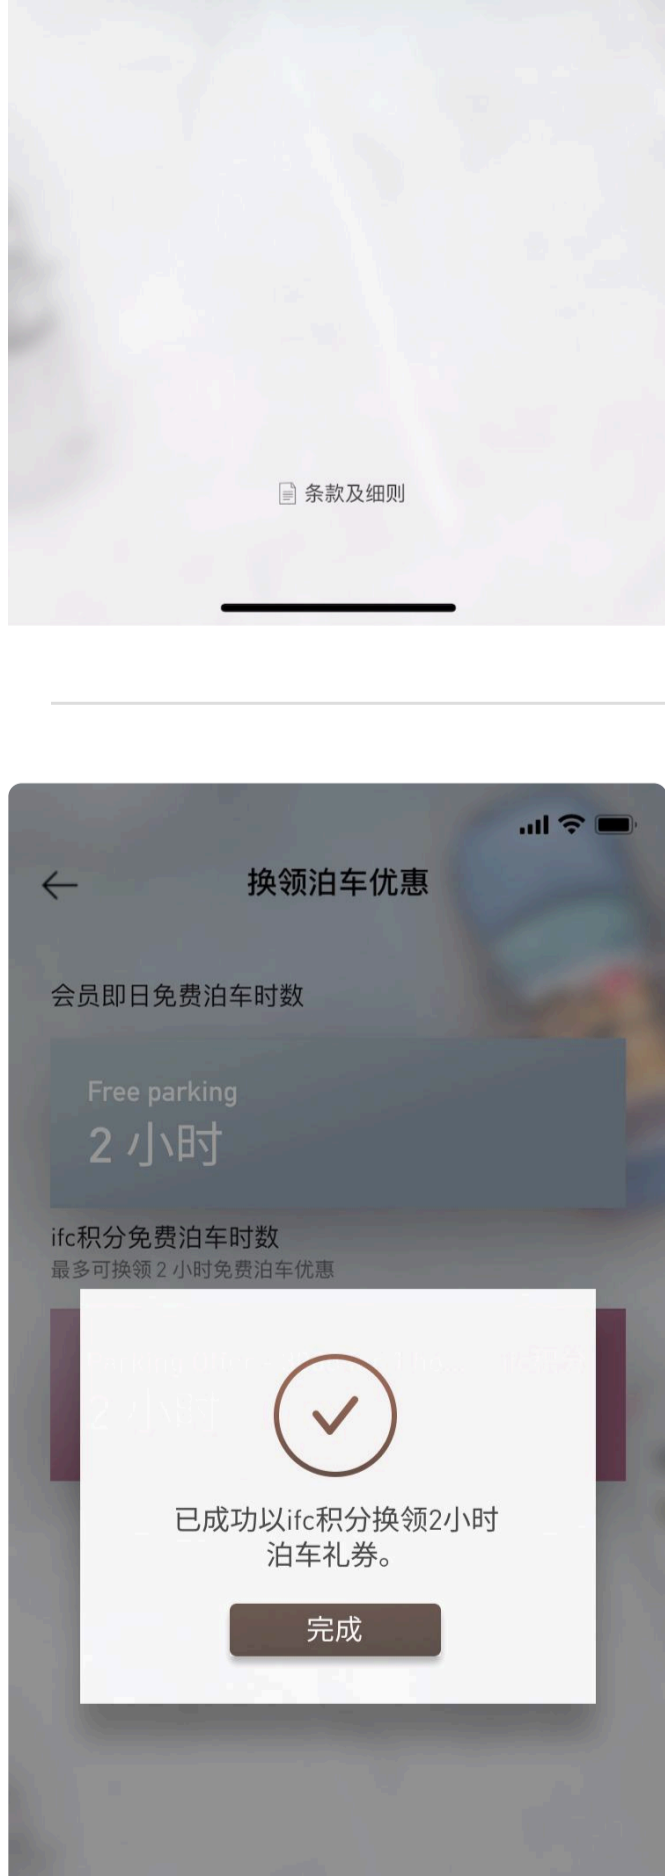 条款及细则
换领泊车优惠
会员即日免费泊车时数
Free parking
2 小时
ifc积分免费泊车时数
最多可换领 2 小时免费泊车优惠
2 小时
已成功以ifc积分换领2小时
泊车礼券。
完成